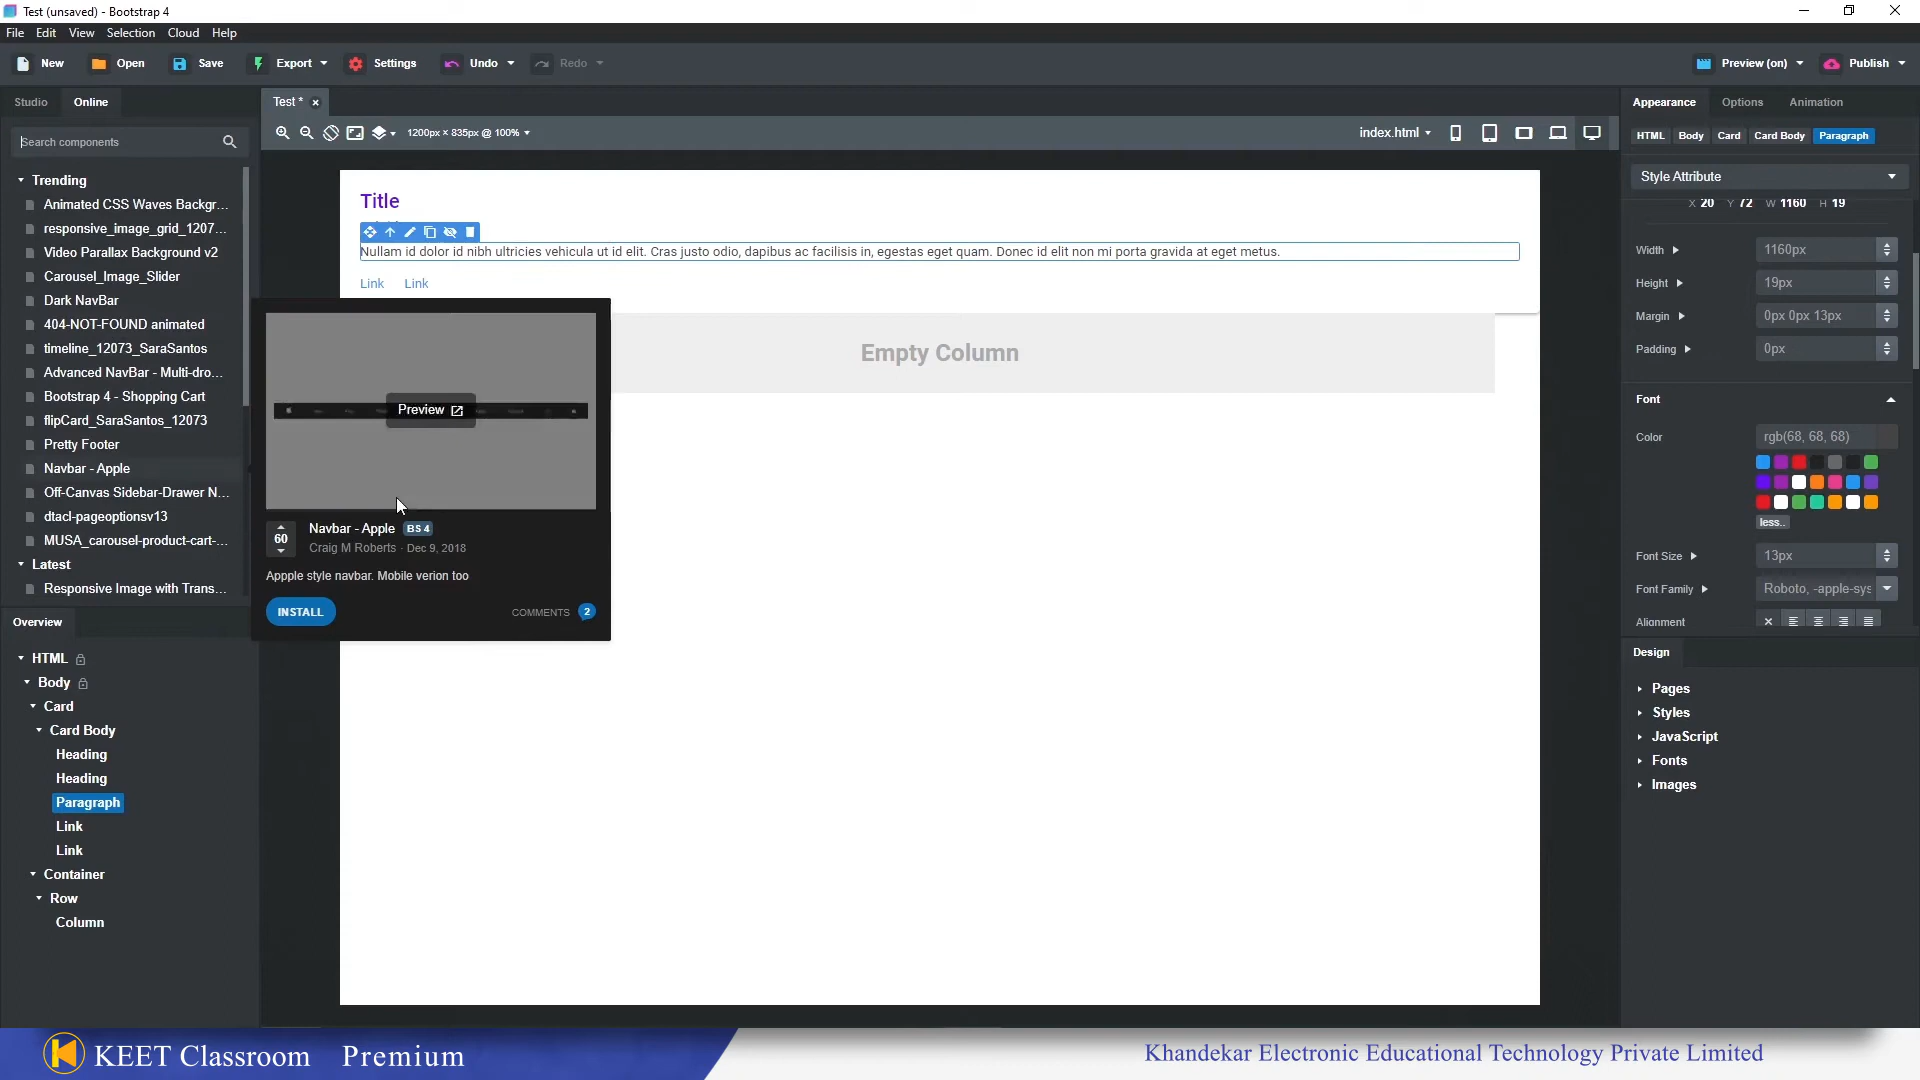 Test (unsaved) - Bootstrap 4
File Edit View Selection Cloud Help
New Open Save Export Settings Undo Redo Preview (on) Publish
Studio Online
Search components
Trending
Animated CSS Waves Backgr...
responsive_image_grid_1207...
Video Parallax Background v2
Carousel_Image_Slider
Dark NavBar
404-NOT-FOUND animated
timeline_12073_SaraSantos
Advanced NavBar - Multi-dro...
Bootstrap 4 - Shopping Cart
flipCard_SaraSantos_12073
Pretty Footer
Navbar - Apple
Off-Canvas Sidebar-Drawer N...
dtacl-pageoptionsv13
MUSA_carousel-product-cart-...
Latest
Responsive Image with Trans...
Overview
HTML
Body
Card
Card Body
Heading
Heading
Paragraph
Link
Link
Container
Row
Column
Test *
1200px × 835px @ 100%
index.html
Title
Nullam id dolor id nibh ultricies vehicula ut id elit. Cras justo odio, dapibus ac facilisis in, egestas eget quam. Donec id elit non mi porta gravida at eget metus.
Link Link
Empty Column
Preview
60
Navbar - Apple BS 4
Craig M Roberts · Dec 9, 2018
Appple style navbar. Mobile verion too
INSTALL
COMMENTS 2
Appearance Options Animation
HTML Body Card Card Body Paragraph
Style Attribute
X 20 Y 72 W 1160 H 19
Width 1160px
Height 19px
Margin 0px 0px 13px
Padding 0px
Font
Color rgb(68, 68, 68)
less..
Font Size 13px
Font Family Roboto, -apple-sys
Alignment
Design
Pages
Styles
JavaScript
Fonts
Images
KEET Classroom Premium
Khandekar Electronic Educational Technology Private Limited